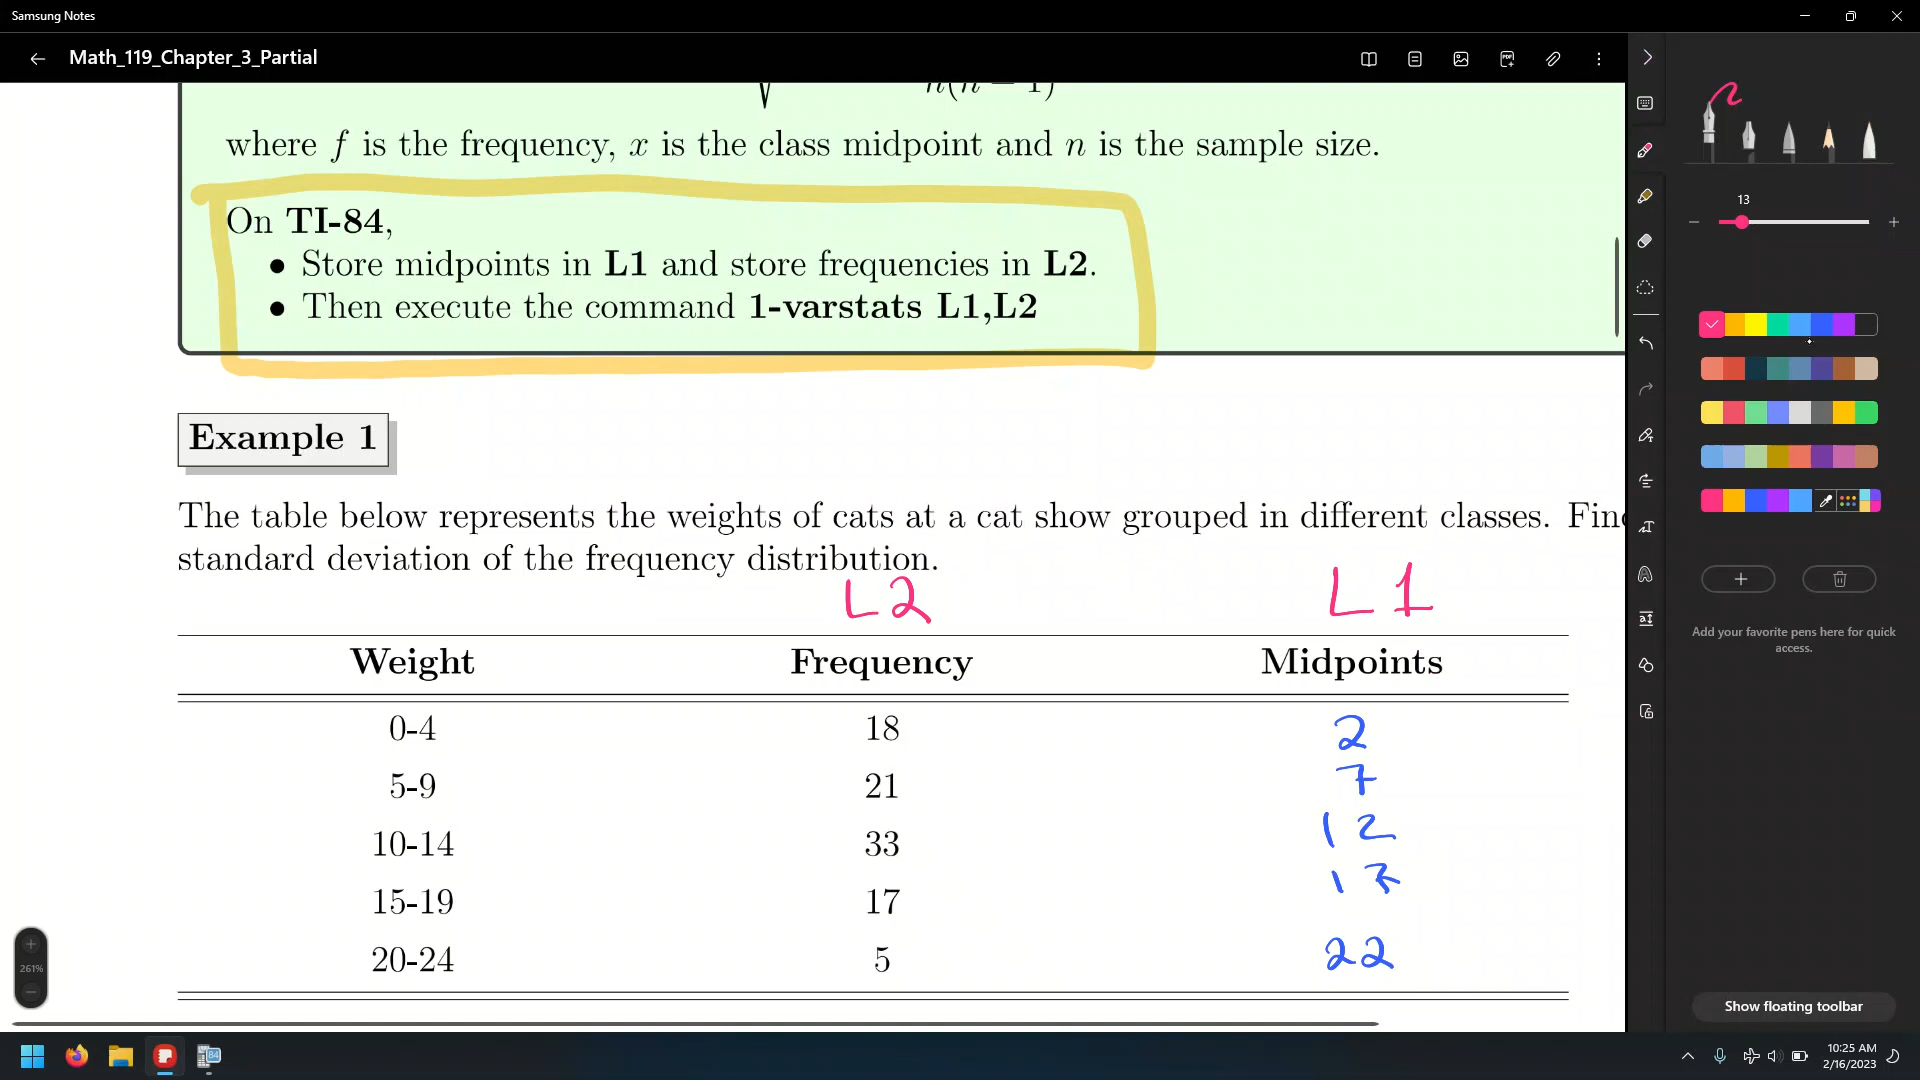 Samsung Notes
Math_119_Chapter_3_Partial
n(n − 1)
where f is the frequency, x is the class midpoint and n is the sample size.
On TI-84,
• Store midpoints in L1 and store frequencies in L2.
• Then execute the command 1-varstats L1,L2
Example 1
The table below represents the weights of cats at a cat show grouped in different classes. Find
standard deviation of the frequency distribution.
L2 L1
Weight Frequency Midpoints
0-4 18 2
5-9 21 7
10-14 33 12
15-19 17 17
20-24 5 22
261%
13
Add your favorite pens here for quick
access.
Show floating toolbar
84
10:25 AM
2/16/2023